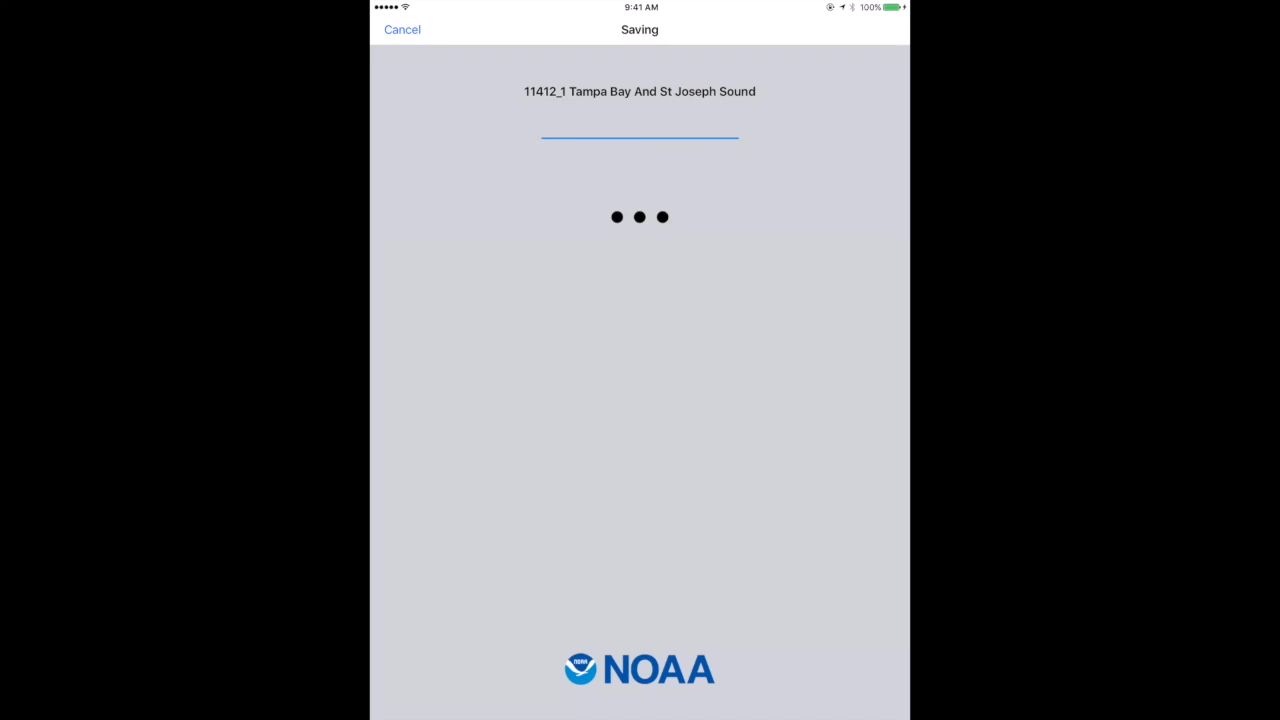 9:41 AM
100%
Cancel
Saving
11412_1 Tampa Bay And St Joseph Sound
NOAA
NOAA